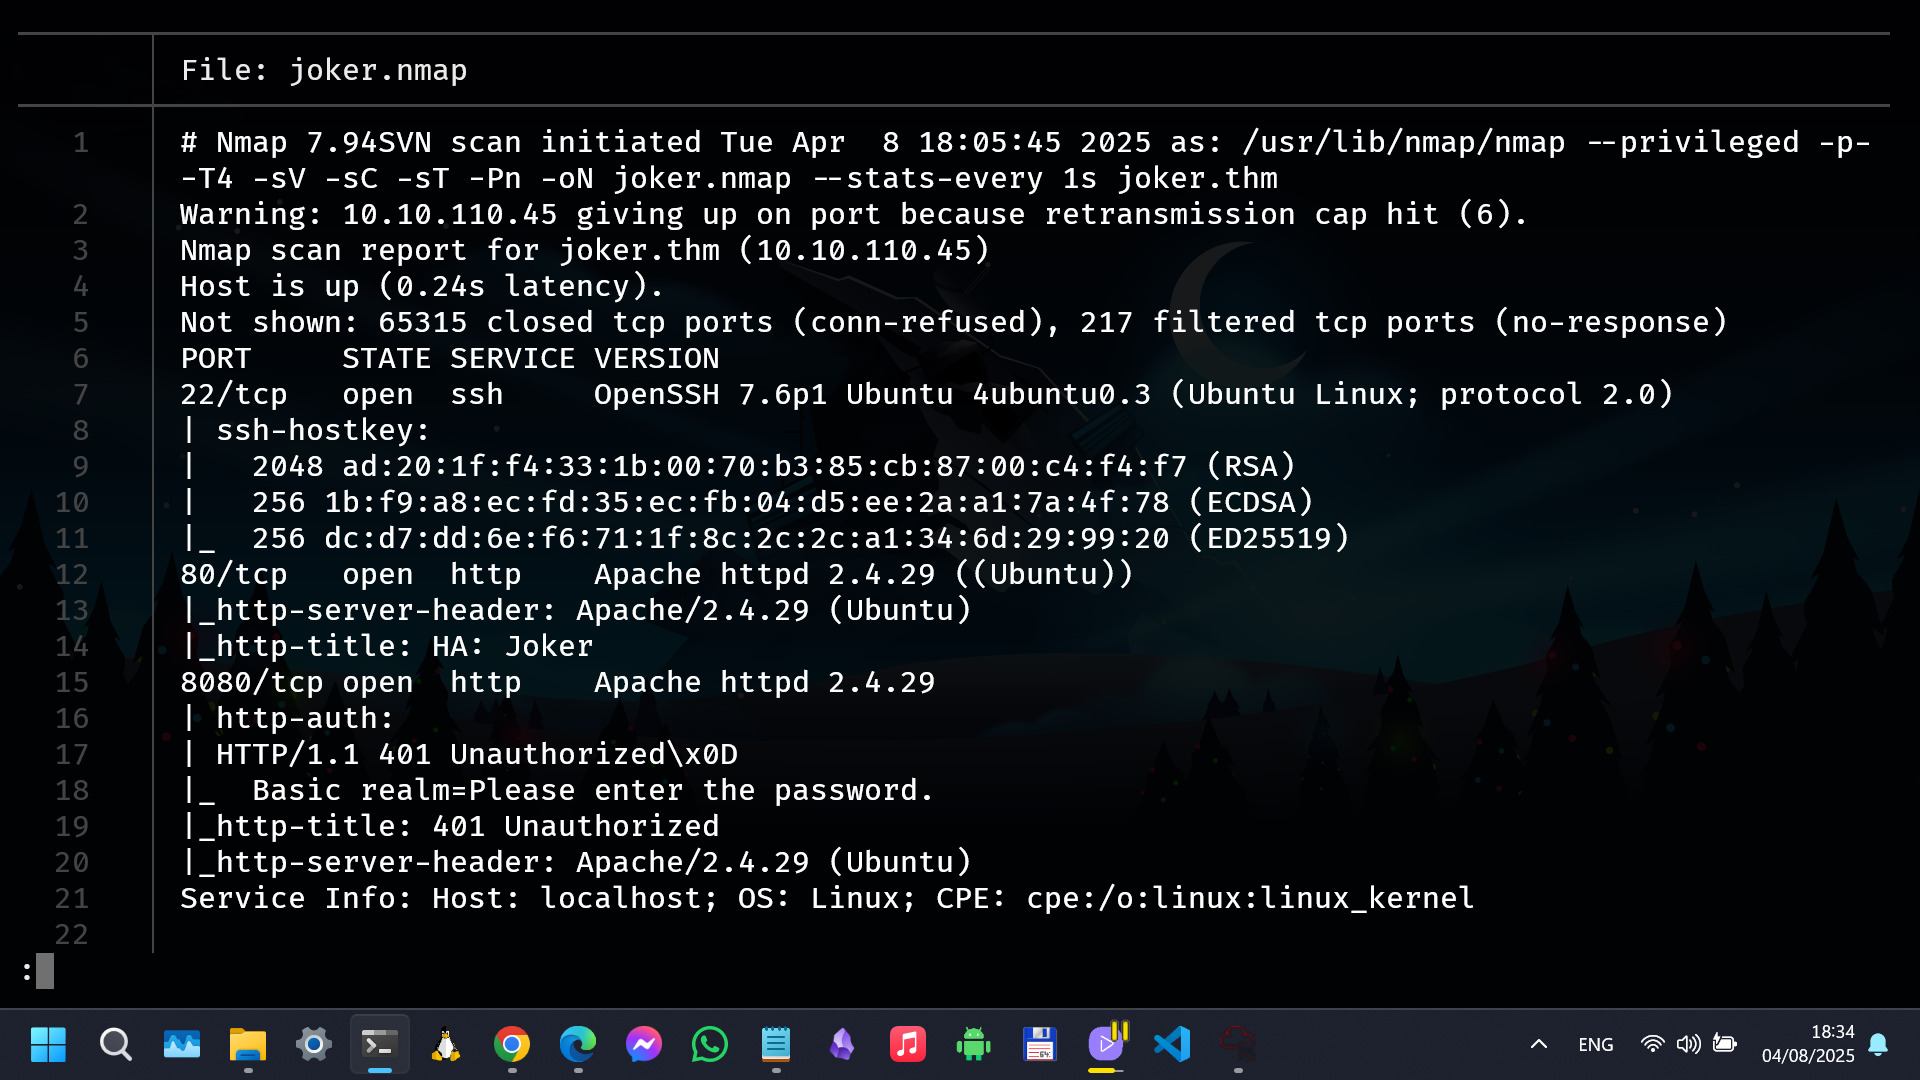 File: joker.nmap
1 # Nmap 7.94SVN scan initiated Tue Apr  8 18:05:45 2025 as: /usr/lib/nmap/nmap --privileged -p-
-T4 -sV -sC -sT -Pn -oN joker.nmap --stats-every 1s joker.thm
2 Warning: 10.10.110.45 giving up on port because retransmission cap hit (6).
3 Nmap scan report for joker.thm (10.10.110.45)
4 Host is up (0.24s latency).
5 Not shown: 65315 closed tcp ports (conn-refused), 217 filtered tcp ports (no-response)
6 PORT     STATE SERVICE VERSION
7 22/tcp   open  ssh     OpenSSH 7.6p1 Ubuntu 4ubuntu0.3 (Ubuntu Linux; protocol 2.0)
8 | ssh-hostkey:
9 |   2048 ad:20:1f:f4:33:1b:00:70:b3:85:cb:87:00:c4:f4:f7 (RSA)
10 |   256 1b:f9:a8:ec:fd:35:ec:fb:04:d5:ee:2a:a1:7a:4f:78 (ECDSA)
11 |_  256 dc:d7:dd:6e:f6:71:1f:8c:2c:2c:a1:34:6d:29:99:20 (ED25519)
12 80/tcp   open  http    Apache httpd 2.4.29 ((Ubuntu))
13 |_http-server-header: Apache/2.4.29 (Ubuntu)
14 |_http-title: HA: Joker
15 8080/tcp open  http    Apache httpd 2.4.29
16 | http-auth:
17 | HTTP/1.1 401 Unauthorized\x0D
18 |_  Basic realm=Please enter the password.
19 |_http-title: 401 Unauthorized
20 |_http-server-header: Apache/2.4.29 (Ubuntu)
21 Service Info: Host: localhost; OS: Linux; CPE: cpe:/o:linux:linux_kernel
22
:
64
ENG
18:34
04/08/2025